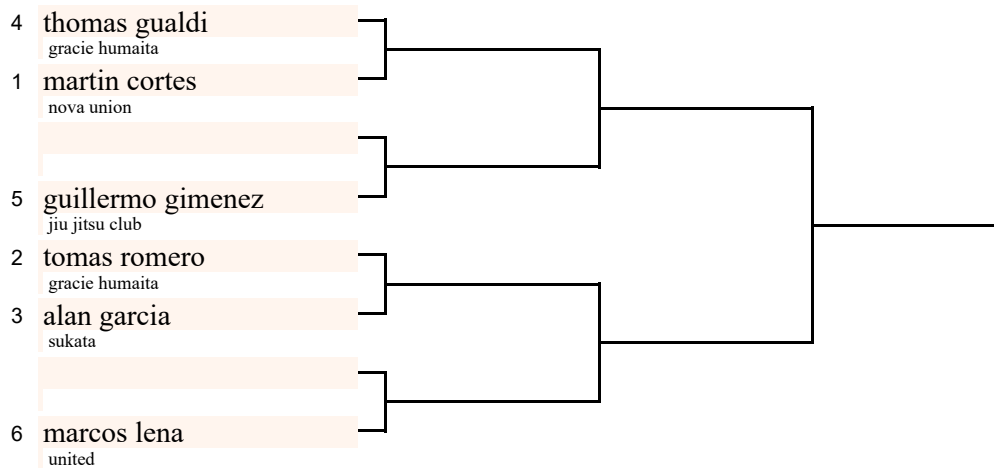 4 thomas gualdi
gracie humaita
1 martin cortes
nova union
5 guillermo gimenez
jiu jitsu club
2 tomas romero
gracie humaita
3 alan garcia
sukata
6 marcos lena
united